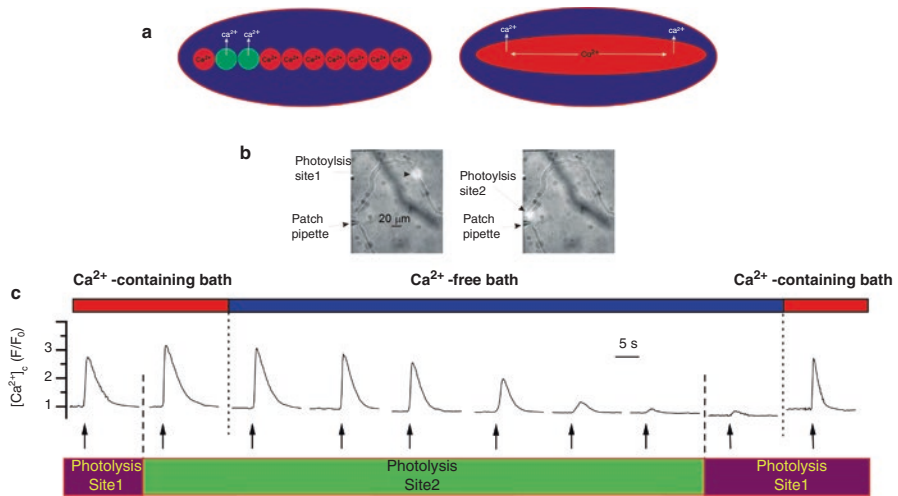 a
ca²⁺ ca²⁺
Ca²⁺ Ca²⁺ Ca²⁺ Ca²⁺ Ca²⁺ Ca²⁺ Ca²⁺ Ca²⁺
ca²⁺ ca²⁺
Ca²⁺
b
Photoylsis
site1
Patch
pipette
20 μm
Photoylsis
site2
Patch
pipette
Ca²⁺ -containing bath
Ca²⁺ -free bath
Ca²⁺ -containing bath
c
[Ca²⁺]c (F/F₀)
3
2
1
5 s
Photolysis
Site1
Photolysis
Site2
Photolysis
Site1